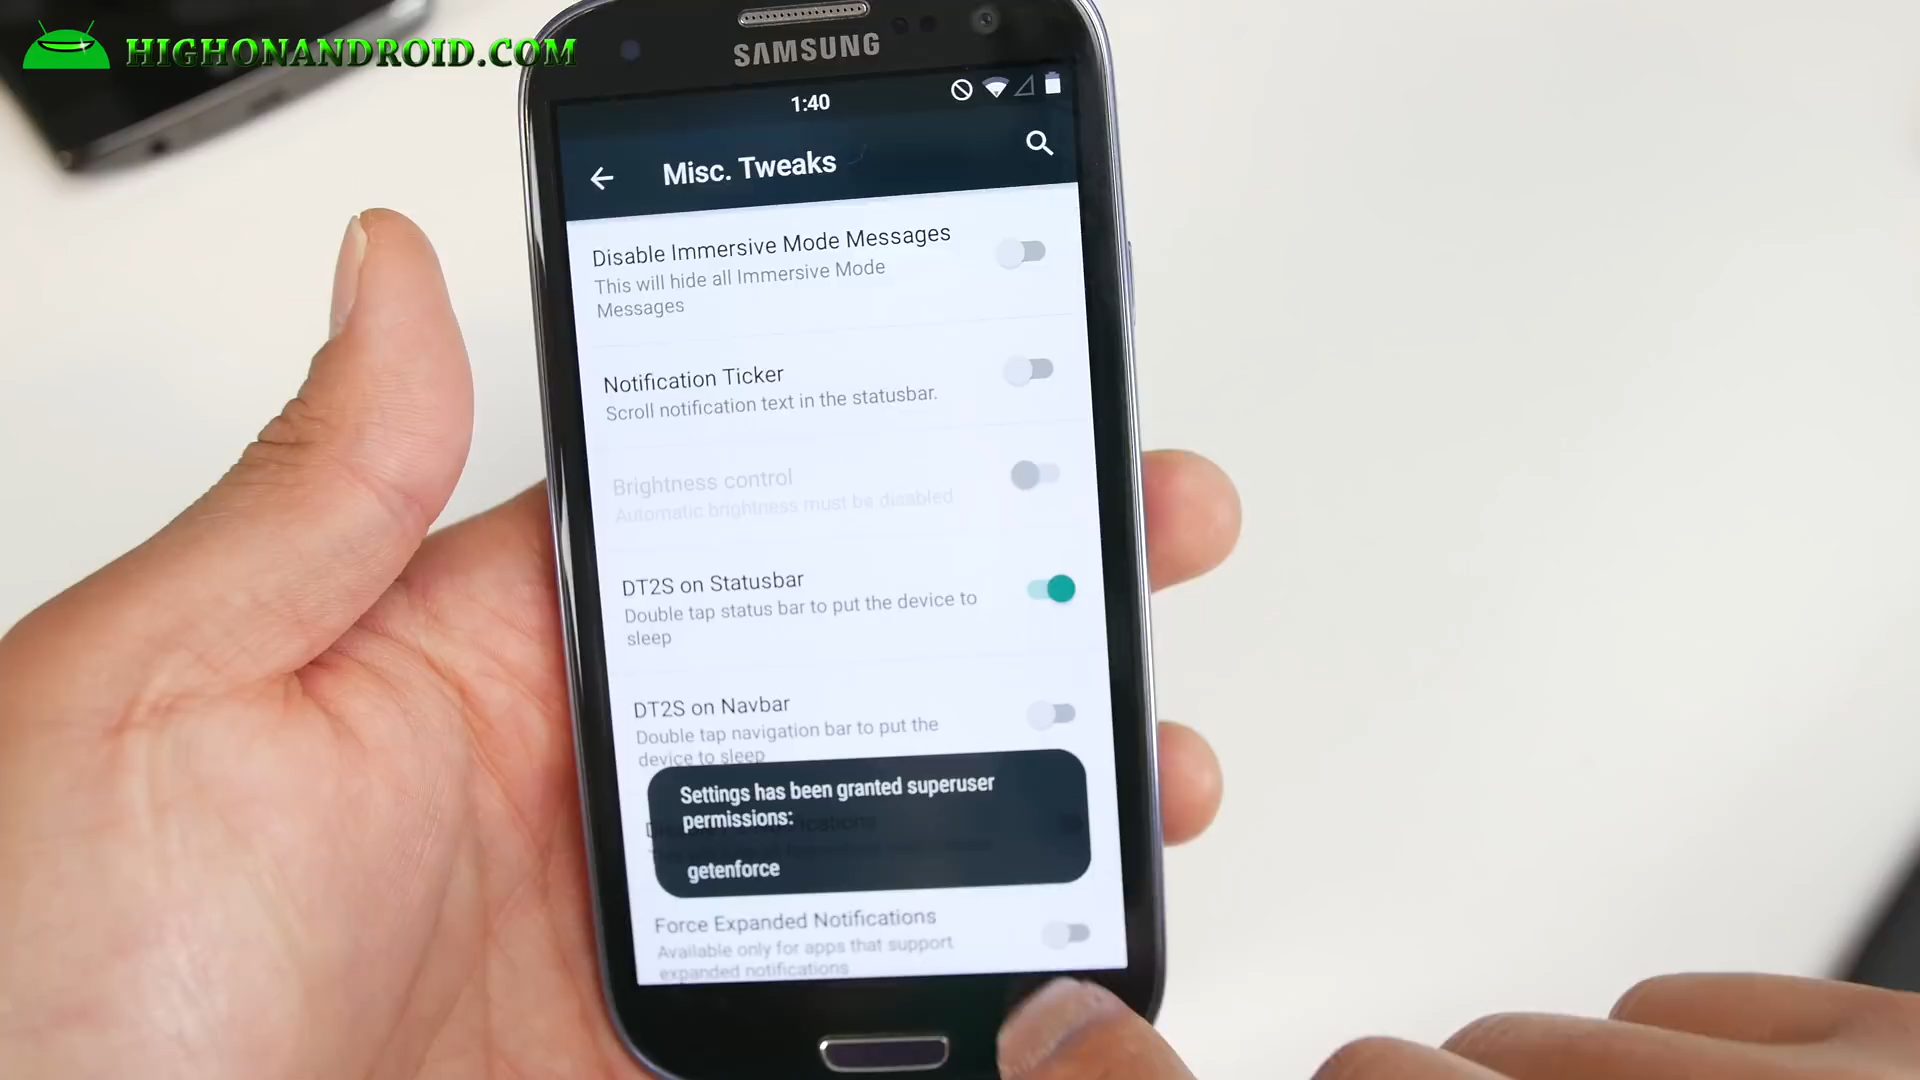 HIGHONANDROID.COM
SAMSUNG
1:40
Misc. Tweaks
Disable Immersive Mode Messages
This will hide all Immersive Mode
Messages
Notification Ticker
Scroll notification text in the statusbar.
Brightness control
Automatic brightness must be disabled
DT2S on Statusbar
Double tap status bar to put the device to
sleep
DT2S on Navbar
Double tap navigation bar to put the
device to sleep
Settings has been granted superuser
permissions:
getenforce
Force Expanded Notifications
Available only for apps that support
expanded notifications